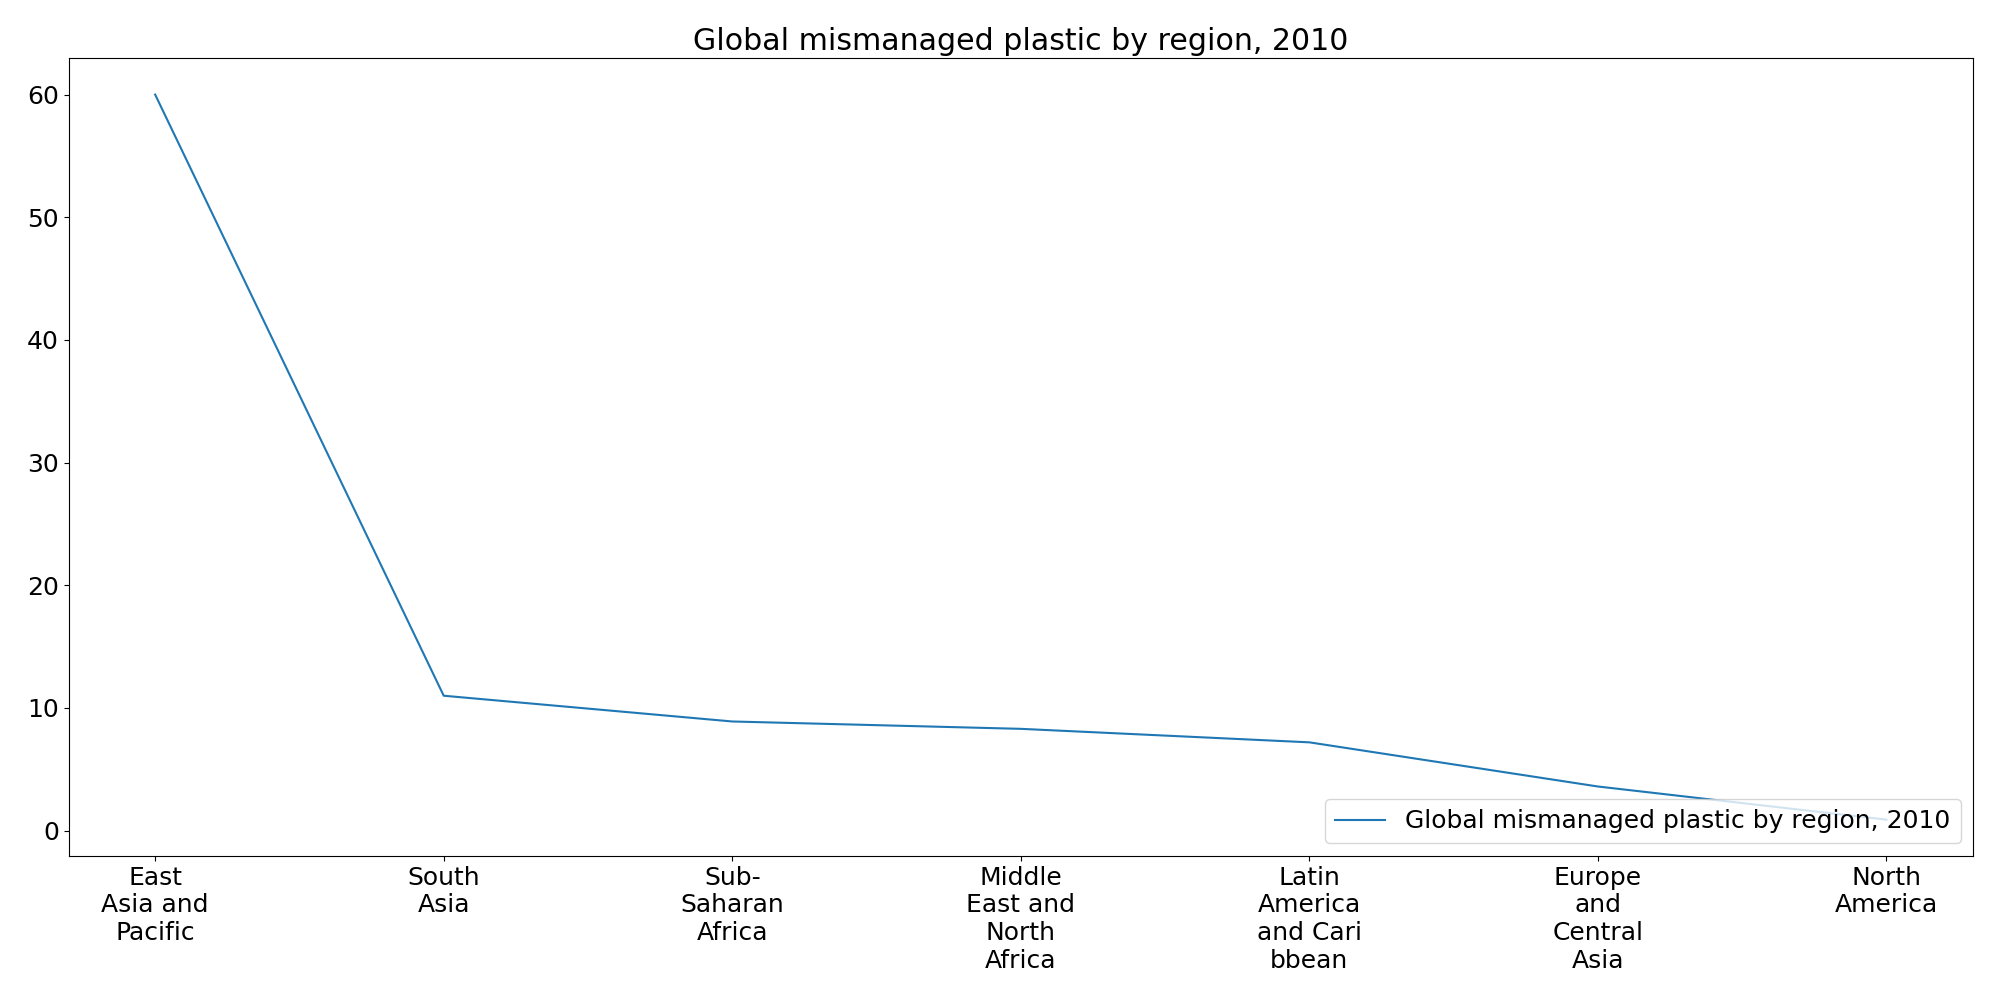 Global mismanaged plastic by region, 2010
60
50
40
30
20
10
0
Global mismanaged plastic by region, 2010
East
Asia and
Pacific
South
Asia
Sub-
Saharan
Africa
Middle
East and
North
Africa
Latin
America
and Cari
bbean
Europe
and
Central
Asia
North
America